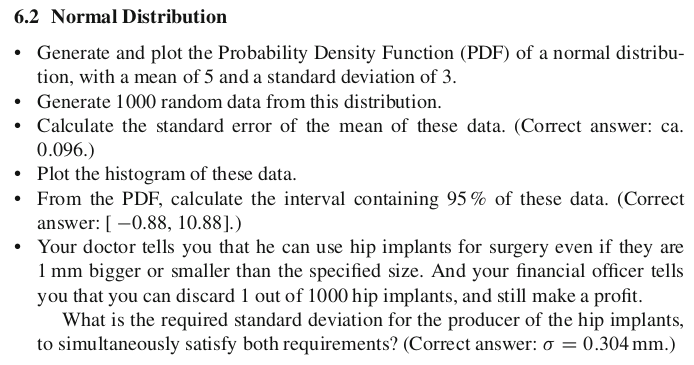 6.2 Normal Distribution
• Generate and plot the Probability Density Function (PDF) of a normal distribu-
tion, with a mean of 5 and a standard deviation of 3.
• Generate 1000 random data from this distribution.
• Calculate the standard error of the mean of these data. (Correct answer: ca.
0.096.)
• Plot the histogram of these data.
• From the PDF, calculate the interval containing 95 % of these data. (Correct
answer: [ −0.88, 10.88].)
• Your doctor tells you that he can use hip implants for surgery even if they are
1 mm bigger or smaller than the specified size. And your financial officer tells
you that you can discard 1 out of 1000 hip implants, and still make a profit.
What is the required standard deviation for the producer of the hip implants,
to simultaneously satisfy both requirements? (Correct answer: σ = 0.304 mm.)